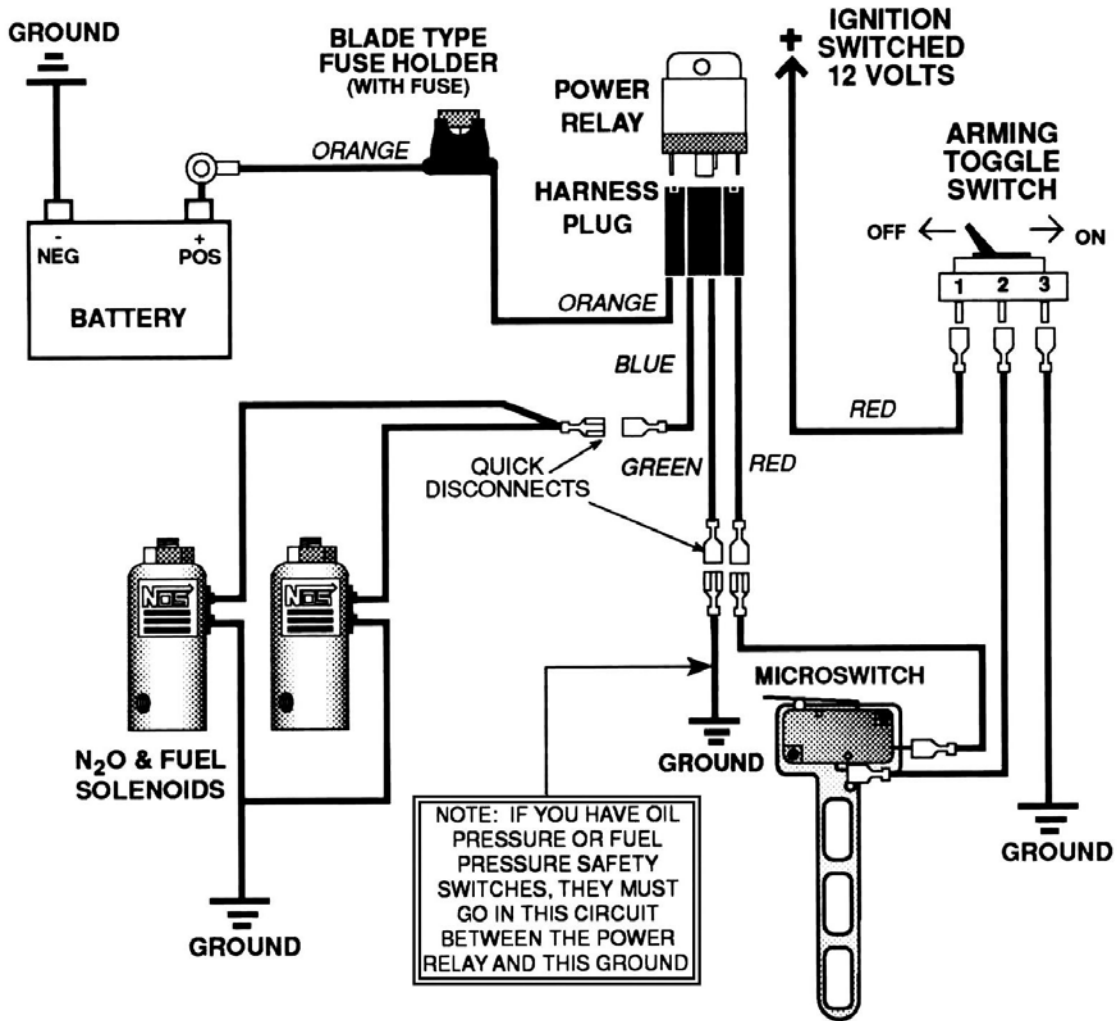 GROUND
BLADE TYPE
FUSE HOLDER
(WITH FUSE)
ORANGE
-
NEG
+
POS
BATTERY
POWER
RELAY
HARNESS
PLUG
ORANGE
BLUE
+
IGNITION
SWITCHED
12 VOLTS
ARMING
TOGGLE
SWITCH
OFF
ON
1 2 3
RED
QUICK
DISCONNECTS
GREEN
RED
NOS
NOS
N₂O & FUEL
SOLENOIDS
GROUND
GROUND
MICROSWITCH
GROUND
NOTE: IF YOU HAVE OIL
PRESSURE OR FUEL
PRESSURE SAFETY
SWITCHES, THEY MUST
GO IN THIS CIRCUIT
BETWEEN THE POWER
RELAY AND THIS GROUND